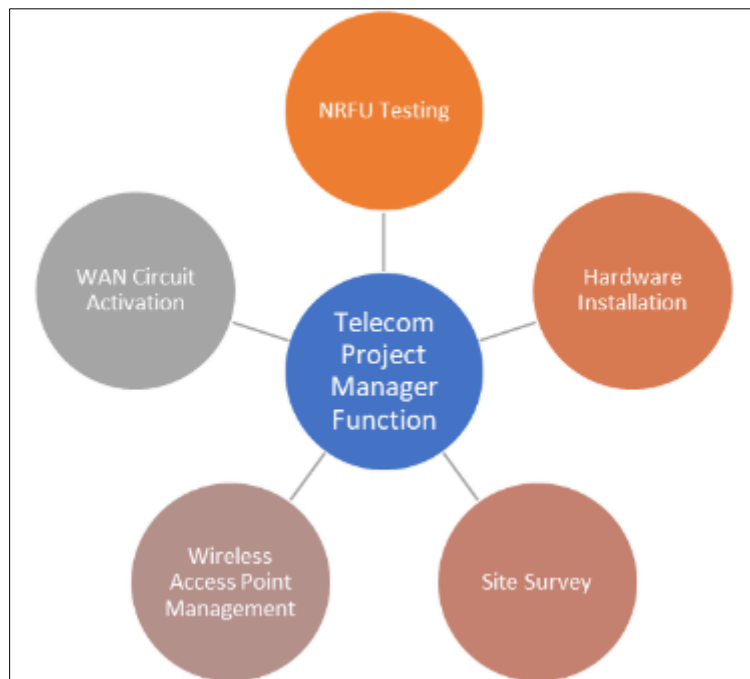 NRFU Testing
WAN Circuit
Activation
Hardware
Installation
Telecom
Project
Manager
Function
Wireless
Access Point
Management
Site Survey